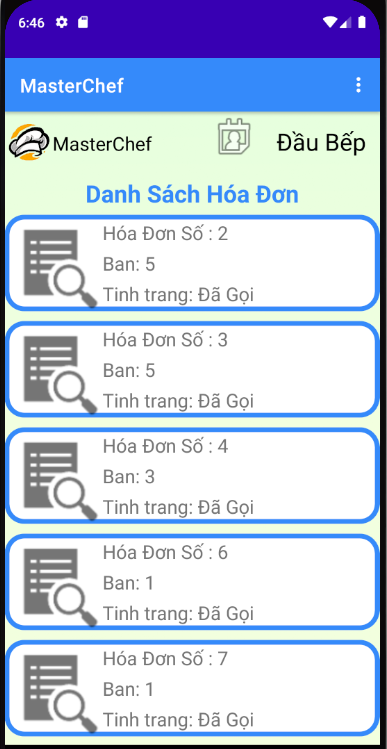 6:46
MasterChef
MasterChef
Đầu Bếp
Danh Sách Hóa Đơn
Hóa Đơn Số : 2
Ban: 5
Tinh trang: Đã Gọi
Hóa Đơn Số : 3
Ban: 5
Tinh trang: Đã Gọi
Hóa Đơn Số : 4
Ban: 3
Tinh trang: Đã Gọi
Hóa Đơn Số : 6
Ban: 1
Tinh trang: Đã Gọi
Hóa Đơn Số : 7
Ban: 1
Tinh trang: Đã Gọi